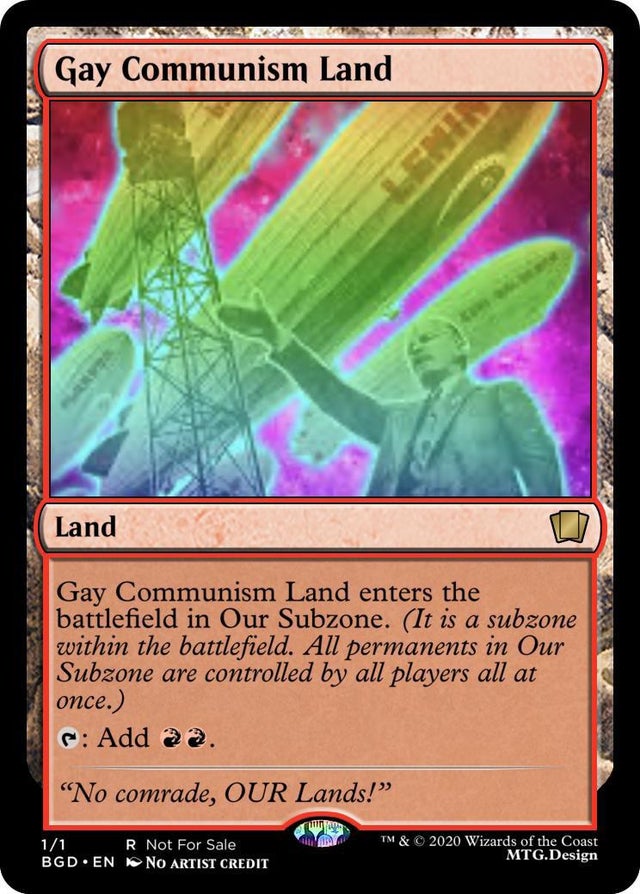 Gay Communism Land
LENIN
Land
Gay Communism Land enters the
battlefield in Our Subzone. (It is a subzone
within the battlefield. All permanents in Our
Subzone are controlled by all players all at
once.)
: Add .
“No comrade, OUR Lands!”
1/1 R Not For Sale
BGD • EN No artist credit
™ & © 2020 Wizards of the Coast
MTG.Design